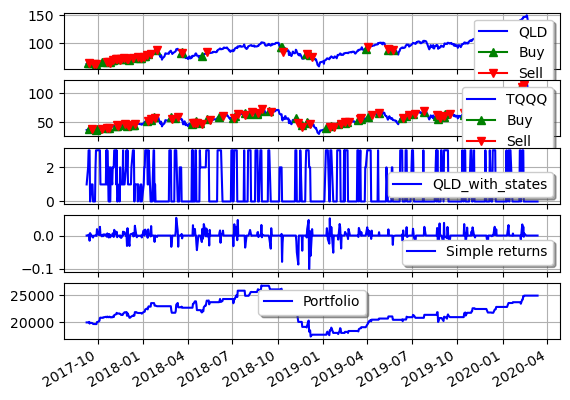 150
100
QLD
Buy
Sell
100
50
TQQQ
Buy
Sell
2
0
QLD_with_states
0.0
-0.1
Simple returns
25000
20000
Portfolio
2017-10 2018-01 2018-04 2018-07 2018-10 2019-01 2019-04 2019-07 2019-10 2020-01 2020-04